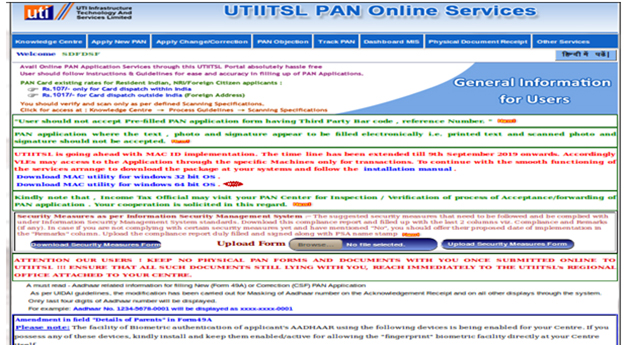 uti
UTI Infrastructure
Technology And
Services Limited
UTIITSL PAN Online Services
Knowledge Centre
Apply New PAN
Apply Change/Correction
PAN Objection
Track PAN
Dashboard MIS
Physical Document Receipt
Other Services
Welcome SDFDSF
हिन्दी में पढ़ें।
Avail Online PAN Application Services through this UTIITSL Portal absolutely hassle free
User should follow Instructions & Guidelines for ease and accuracy in filling up of PAN Applications.
PAN Card existing rates for Resident Indian, NRI/Foreign Citizen applicants :
Rs.107/- only for Card dispatch within India
Rs.1017/- for Card dispatch outside India (Foreign Address)
You should verify and scan only as per defined Scanning Specifications.
Click for access at : Knowledge Centre → Process Guidelines → Scanning Specifications
General Information
for Users
"User should not accept Pre-filled PAN application form having Third Party Bar code , reference Number. "
PAN application where the text , photo and signature appear to be filled electronically i.e. printed text and scanned photo and
signature should not be accepted.
UTIITSL is going ahead with MAC ID implementation. The time line has been extended till 9th September 2019 onwards. Accordingly
VLEs may access to the Application through the specific Machines only for transactions. To continue with the smooth functioning of
the services arrange to download the package at your systems and follow the installation manual .
Download MAC utility for windows 32 bit OS .
Download MAC utility for windows 64 bit OS .
Kindly note that , Income Tax Official may visit your PAN Center for Inspection / Verification of process of Acceptance/forwarding of
PAN application . Your cooperation is solicited in this regard.
Security Measures as per Information Security Management System :- The suggested security measures that need to be followed and be complied with
under Information Security Management System standards. Download this compliance report and filled up with the last 2 columns viz. Compliance and Remarks
(if any). In case you are not complying with certain security measures yet and have mentioned "No", you should offer their proposed date of implementation in
the "Remarks" column. Upload the compliance report duly filled and signed along with PSA name stamp
Download Security Measures Form
Upload Form
Browse...
No file selected.
Upload Security Measures Form
ATTENTION OUR USERS ! KEEP NO PHYSICAL PAN FORMS AND DOCUMENTS WITH YOU ONCE SUBMITTED ONLINE TO
UTIITSL !!! ENSURE THAT ALL SUCH DOCUMENTS STILL LYING WITH YOU, REACH IMMEDIATELY TO THE UTIITSL'S REGIONAL
OFFICE ATTACHED TO YOUR CENTRE.
A must read - Aadhaar related information for filling New (Form 49A) or Correction (CSF) PAN Application
As per UIDAI guidelines, the modification has been carried out for Masking of Aadhaar number on the Acknowledgement Receipt and on all other displays through the system.
Only last four digits of Aadhaar number will be displayed.
For example: Aadhaar No. 1234-5678-0001 will be displayed as xxxx-xxxx-0001
Amendment in field "Details of Parents" in Form49A
Please note: The facility of Biometric authentication of applicant's AADHAAR using the following devices is being enabled for your Centre. If you
possess any of these devices, kindly install and keep them enabled/active for allowing the "fingerprint" biometric facility directly at your Centre